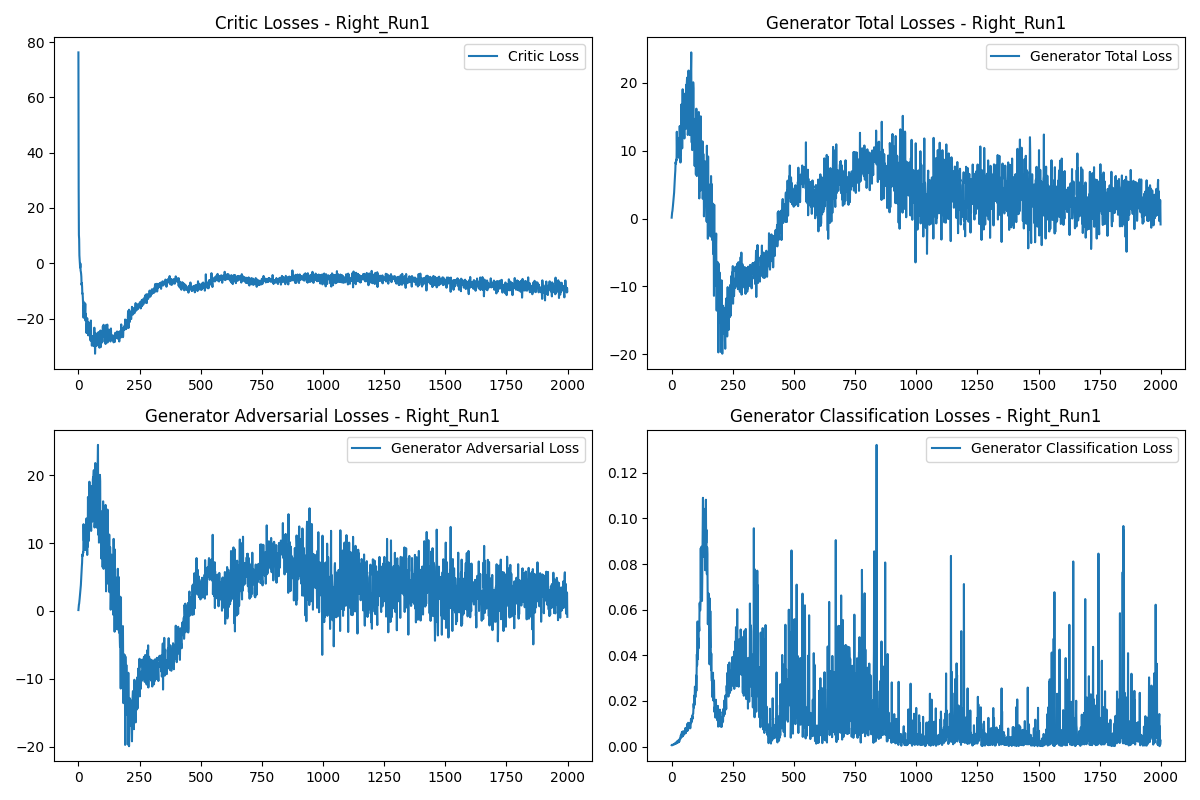 Critic Losses - Right_Run1
Critic Loss
80
60
40
20
0
−20
0 250 500 750 1000 1250 1500 1750 2000
Generator Total Losses - Right_Run1
Generator Total Loss
20
10
0
−10
−20
0 250 500 750 1000 1250 1500 1750 2000
Generator Adversarial Losses - Right_Run1
Generator Adversarial Loss
20
10
0
−10
−20
0 250 500 750 1000 1250 1500 1750 2000
Generator Classification Losses - Right_Run1
Generator Classification Loss
0.12
0.10
0.08
0.06
0.04
0.02
0.00
0 250 500 750 1000 1250 1500 1750 2000